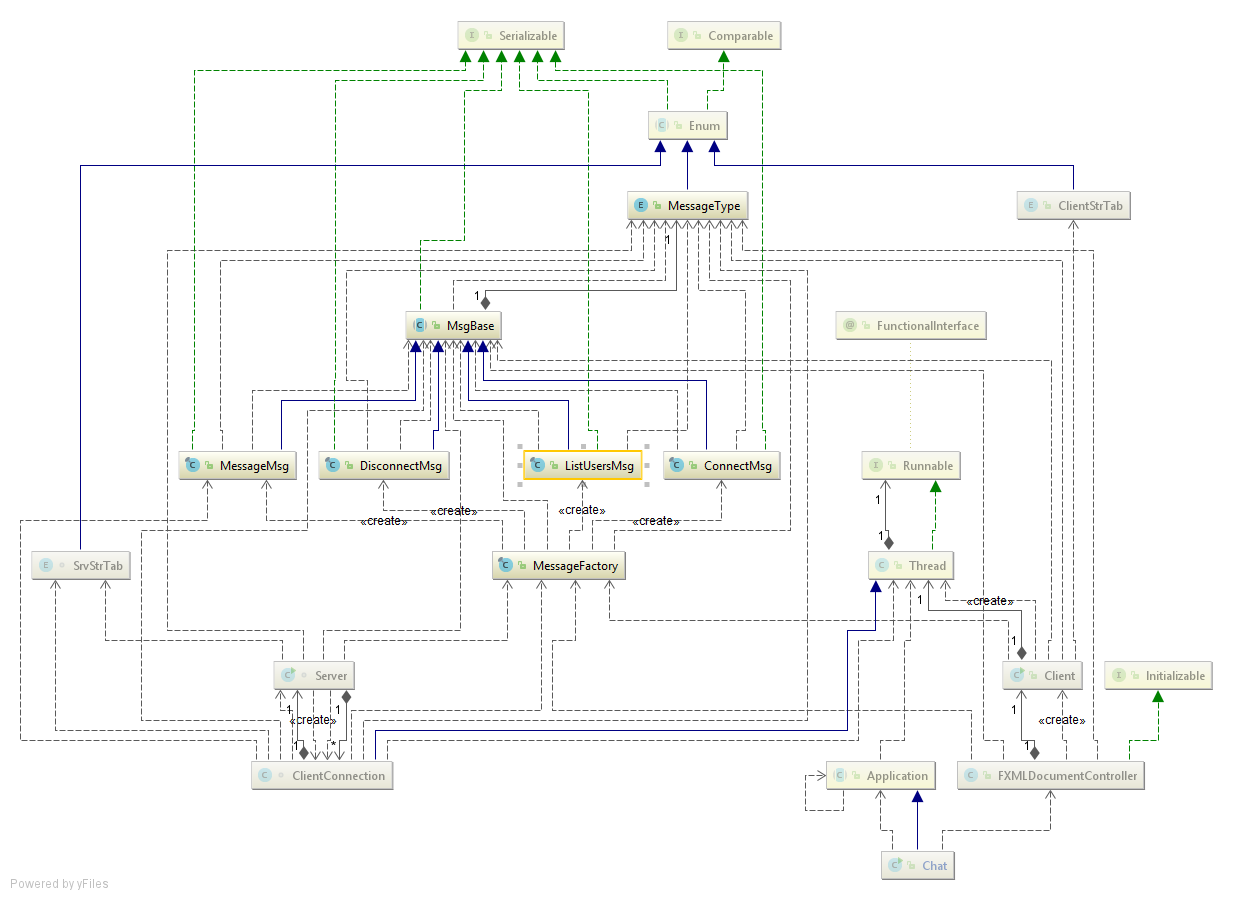 Serializable
Comparable
Enum
MessageType
ClientStrTab
1
1
MsgBase
FunctionalInterface
MessageMsg
DisconnectMsg
ListUsersMsg
ConnectMsg
Runnable
1
«create»
«create»
«create»
«create»
1
SrvStrTab
MessageFactory
Thread
1
«create»
1
Server
Client
Initializable
1
1
1
«create»
«create»
1
*
1
ClientConnection
Application
FXMLDocumentController
Chat
Powered by yFiles